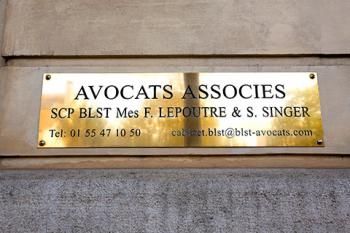 AVOCATS ASSOCIES
SCP BLST Mes F. LEPOUTRE & S. SINGER
Tel: 01 55 47 10 50 cabinet.blst@blst-avocats.com